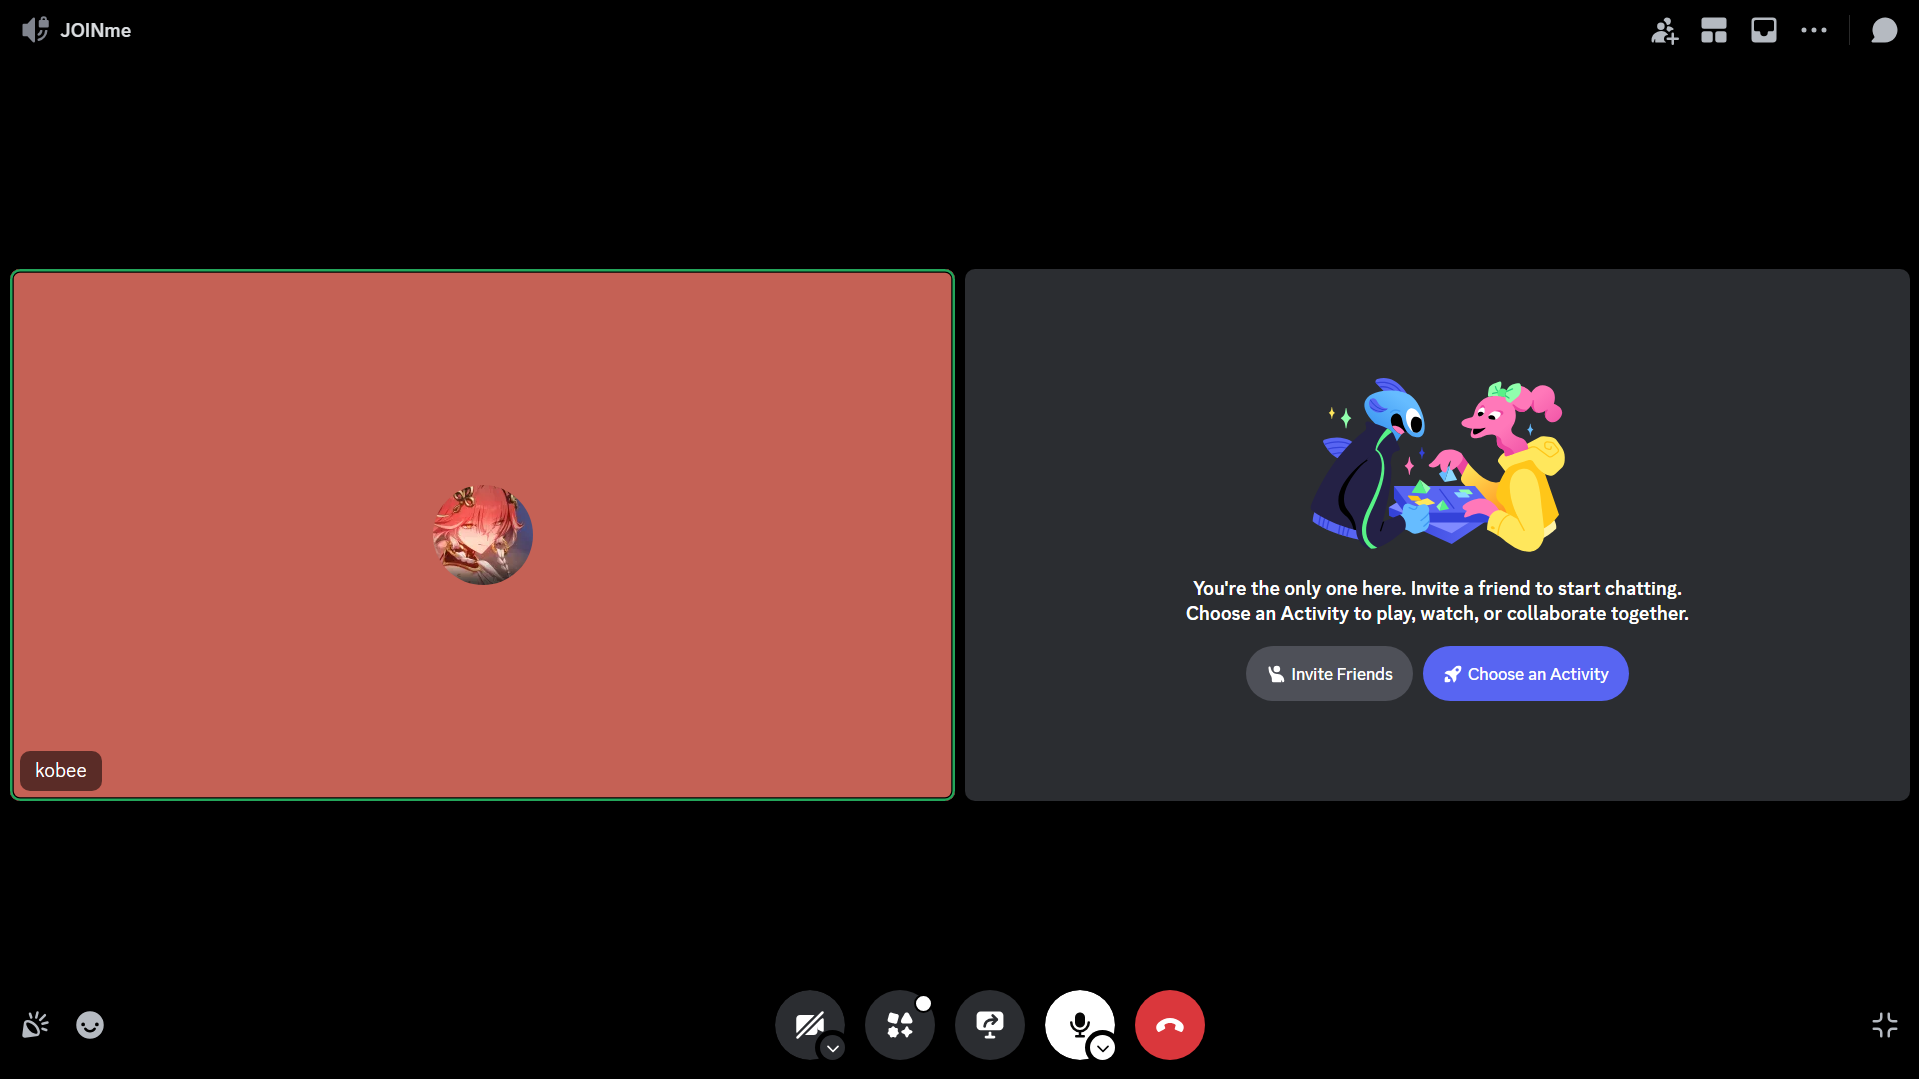 JOINme
kobee
You're the only one here. Invite a friend to start chatting.
Choose an Activity to play, watch, or collaborate together.
Invite Friends
Choose an Activity